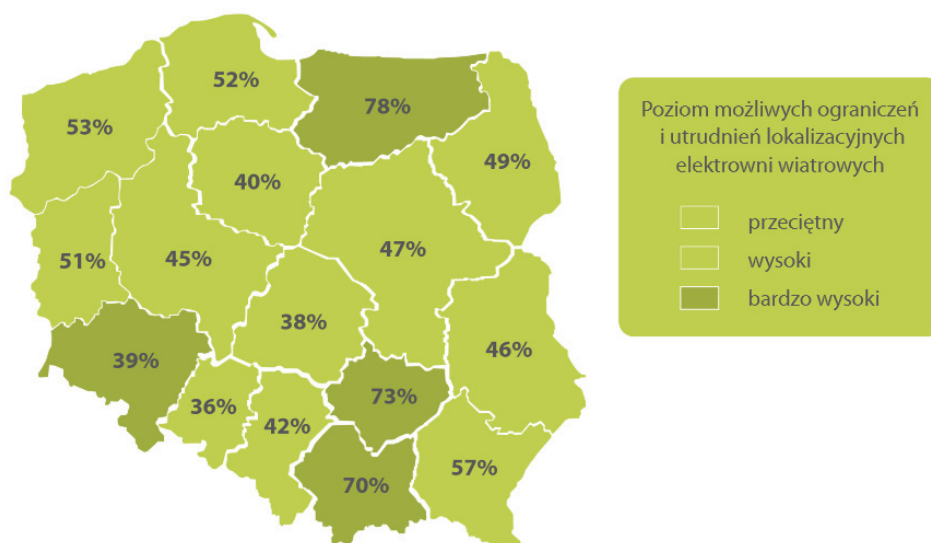 52%
78%
53%
49%
40%
51%
45%
47%
38%
46%
39%
36%
42%
73%
57%
70%
Poziom możliwych ograniczeń
i utrudnień lokalizacyjnych
elektrowni wiatrowych
przeciętny
wysoki
bardzo wysoki